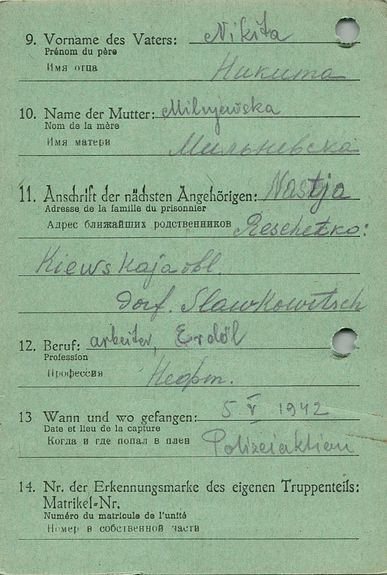 9. Vorname des Vaters: Nikita
Prénom du père
Имя отца Никита
10. Name der Mutter: Milnjewska
Nom de la mère
Имя матери Мильневска
11. Anschrift der nächsten Angehörigen: Nastja
Adresse de la famille du prisonnier
Адрес ближайших родственников Reschetko:
Kiewskaja obl.
Dorf. Slawkowitsch
12. Beruf: arbeiter, Erdöl
Profession
Профессия Нефт.
13 Wann und wo gefangen: 5 V 1942
Date et lieu de la capture
Когда и где попал в плен Polizeiaktion
14. Nr. der Erkennungsmarke des eigenen Truppenteils:
Matrikel-Nr.
Numéro du matricule de l'unité
Номер в собственной части